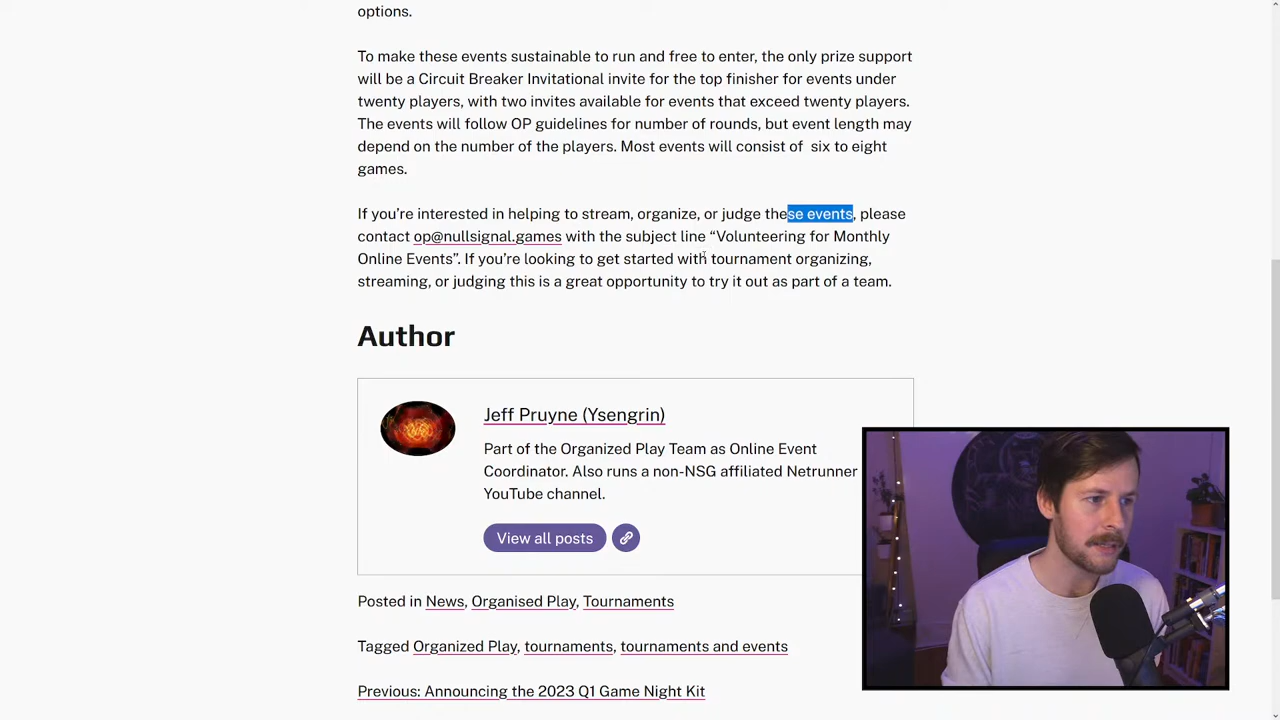 options.
To make these events sustainable to run and free to enter, the only prize support
will be a Circuit Breaker Invitational invite for the top finisher for events under
twenty players, with two invites available for events that exceed twenty players.
The events will follow OP guidelines for number of rounds, but event length may
depend on the number of the players. Most events will consist of  six to eight
games.
If you're interested in helping to stream, organize, or judge these events, please
contact op@nullsignal.games with the subject line “Volunteering for Monthly
Online Events”. If you're looking to get started with tournament organizing,
streaming, or judging this is a great opportunity to try it out as part of a team.
Author
Jeff Pruyne (Ysengrin)
Part of the Organized Play Team as Online Event
Coordinator. Also runs a non-NSG affiliated Netrunner
YouTube channel.
View all posts
Posted in News, Organised Play, Tournaments
Tagged Organized Play, tournaments, tournaments and events
Previous: Announcing the 2023 Q1 Game Night Kit